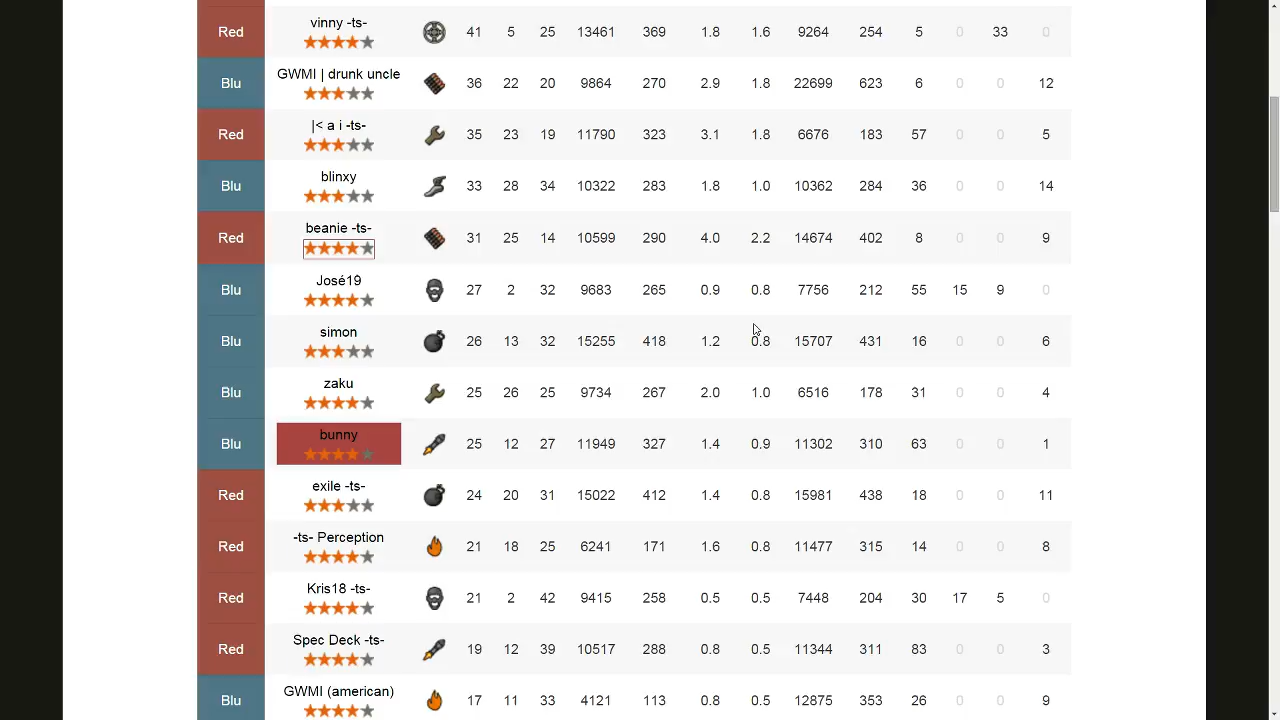 Red vinny -ts- 41 5 25 13461 369 1.8 1.6 9264 254 5 0 33 0
Blu GWMI | drunk uncle 36 22 20 9864 270 2.9 1.8 22699 623 6 0 0 12
Red |< a i -ts- 35 23 19 11790 323 3.1 1.8 6676 183 57 0 0 5
Blu blinxy 33 28 34 10322 283 1.8 1.0 10362 284 36 0 0 14
Red beanie -ts- 31 25 14 10599 290 4.0 2.2 14674 402 8 0 0 9
Blu José19 27 2 32 9683 265 0.9 0.8 7756 212 55 15 9 0
Blu simon 26 13 32 15255 418 1.2 0.8 15707 431 16 0 0 6
Blu zaku 25 26 25 9734 267 2.0 1.0 6516 178 31 0 0 4
Blu bunny 25 12 27 11949 327 1.4 0.9 11302 310 63 0 0 1
Red exile -ts- 24 20 31 15022 412 1.4 0.8 15981 438 18 0 0 11
Red -ts- Perception 21 18 25 6241 171 1.6 0.8 11477 315 14 0 0 8
Red Kris18 -ts- 21 2 42 9415 258 0.5 0.5 7448 204 30 17 5 0
Red Spec Deck -ts- 19 12 39 10517 288 0.8 0.5 11344 311 83 0 0 3
Blu GWMI (american) 17 11 33 4121 113 0.8 0.5 12875 353 26 0 0 9